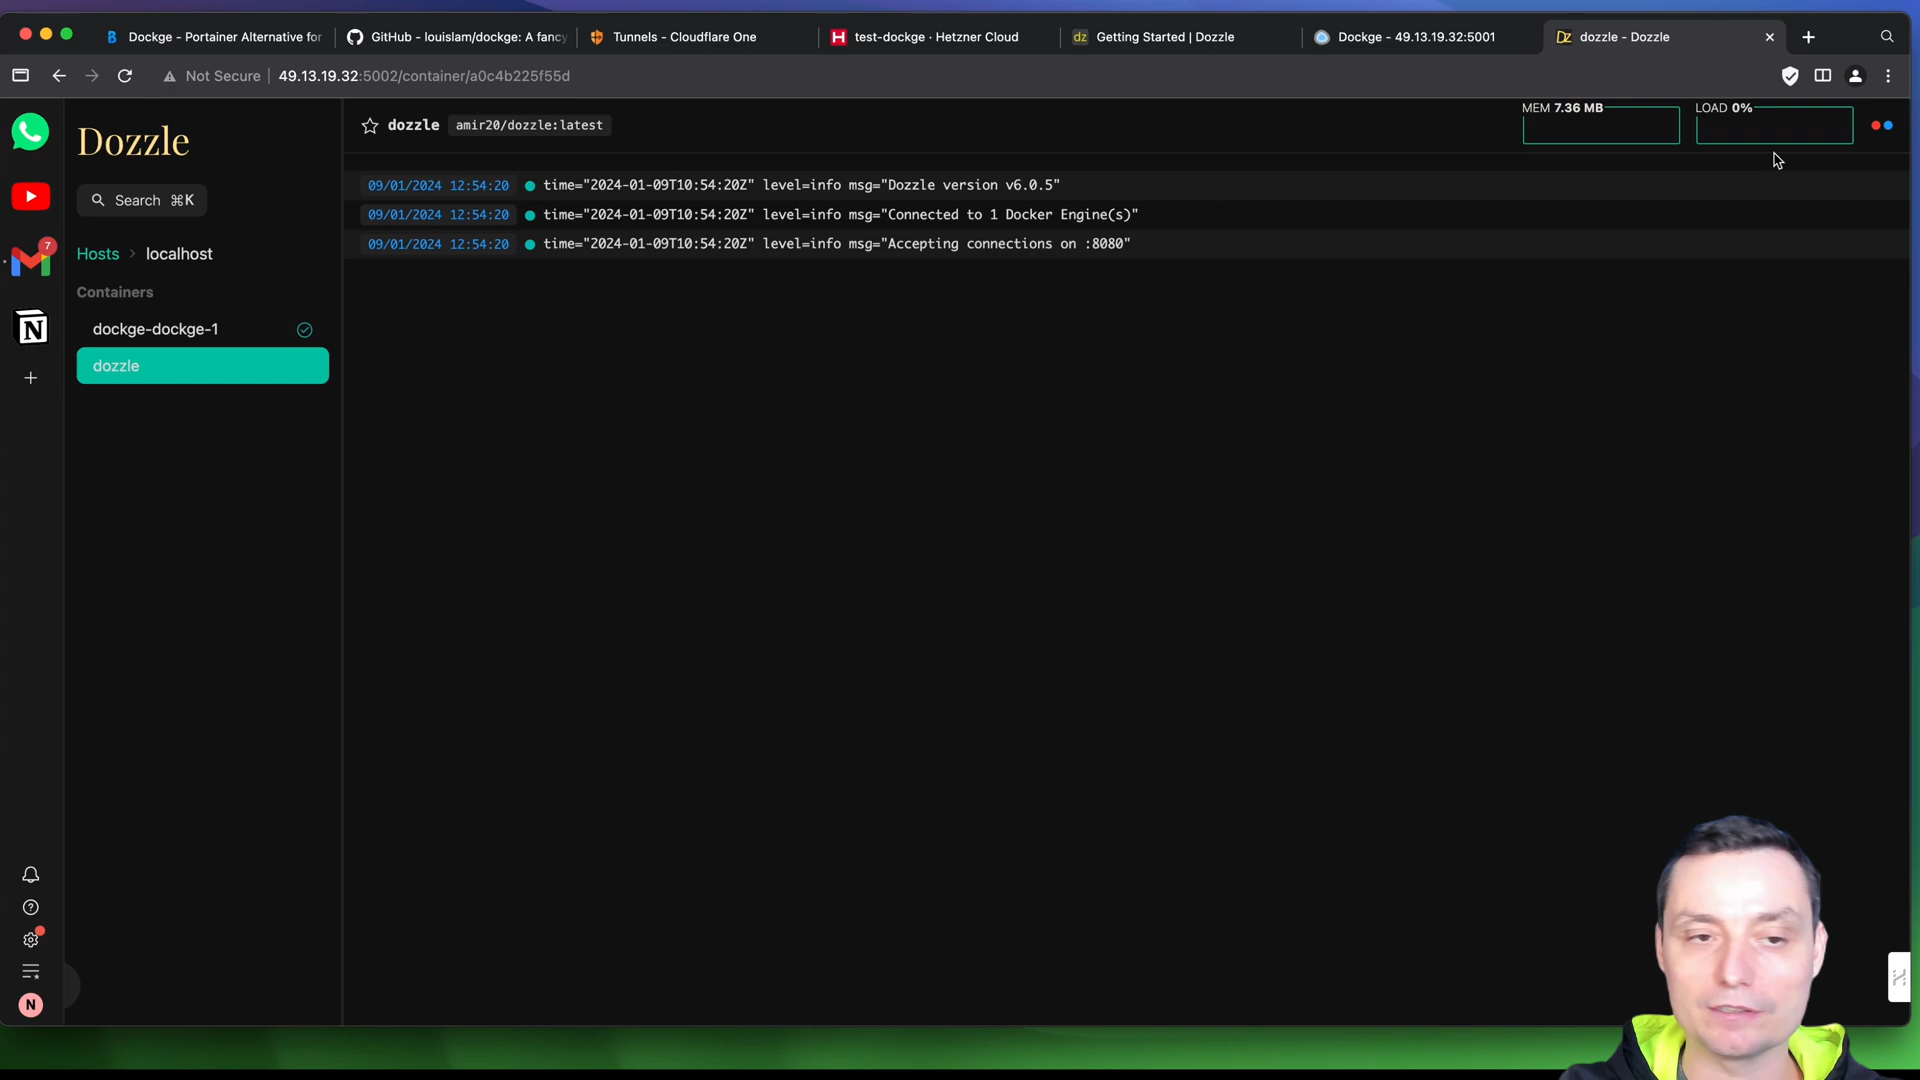 Dockge - Portainer Alternative for
GitHub - louislam/dockge: A fancy
Tunnels - Cloudflare One
test-dockge · Hetzner Cloud
Getting Started | Dozzle
Dockge - 49.13.19.32:5001
dozzle - Dozzle
Not Secure
49.13.19.32:5002/container/a0c4b225f55d
7
N
N
Dozzle
Search ⌘K
Hosts > localhost
Containers
dockge-dockge-1
dozzle
dozzle amir20/dozzle:latest
MEM 7.36 MB
LOAD 0%
09/01/2024 12:54:20 time="2024-01-09T10:54:20Z" level=info msg="Dozzle version v6.0.5"
09/01/2024 12:54:20 time="2024-01-09T10:54:20Z" level=info msg="Connected to 1 Docker Engine(s)"
09/01/2024 12:54:20 time="2024-01-09T10:54:20Z" level=info msg="Accepting connections on :8080"